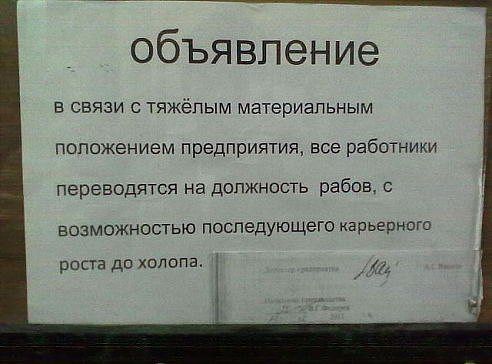 объявление
в связи с тяжёлым материальным
положением предприятия, все работники
переводятся на должность рабов, с
возможностью последующего карьерного
роста до холопа.